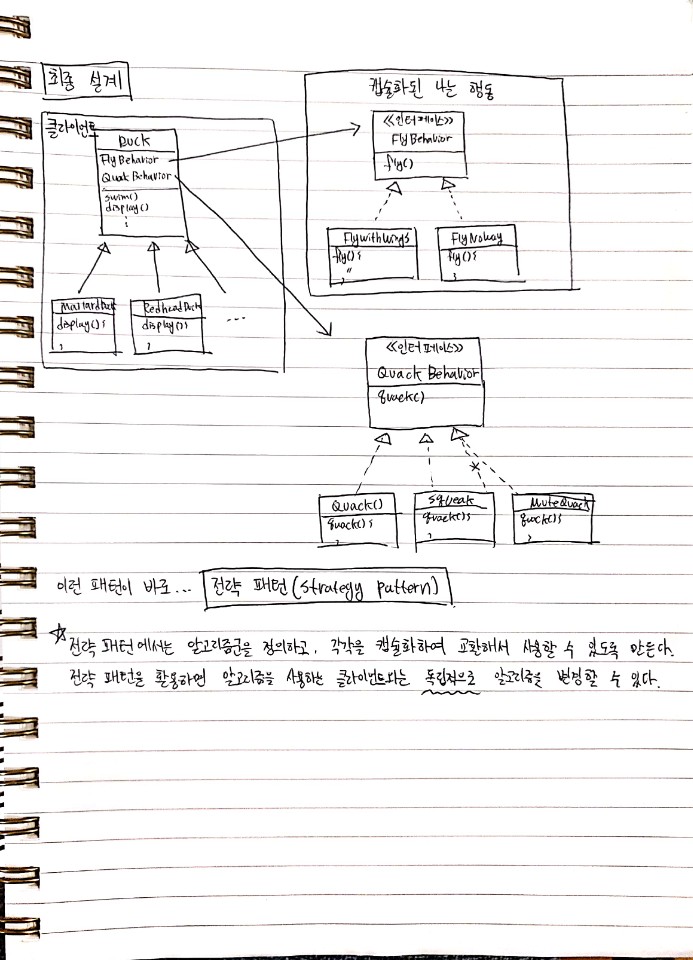 최종 설계
클라이언트
Duck
FlyBehavior
Quak Behavior
swim()
display()
MallardDuck
display(){
}
RedheadDuck
display(){
}
...
캡슐화된 나는 행동
<<인터페이스>>
FlyBehavior
fly()
FlywithWings
fly(){
}
FlyNoway
fly(){
}
<<인터페이스>>
Quack Behavior
quack()
Quack()
quack(){
}
Squeak
quack(){
}
MuteQuack
quack(){
}
이런 패턴이 바로... 전략 패턴(strategy pattern)
☆ 전략 패턴에서는 알고리즘군을 정의하고, 각각을 캡슐화하여 교환해서 사용할 수 있도록 만든다.
전략 패턴을 활용하면 알고리즘을 사용하는 클라이언트와는 독립적으로 알고리즘을 변경할 수 있다.